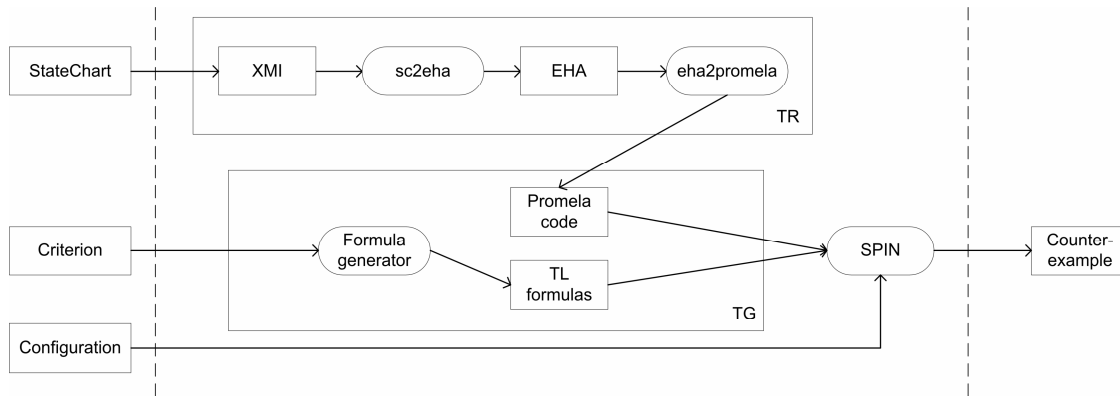 StateChart
XMI
sc2eha
EHA
eha2promela
TR
Promela
code
Criterion
Formula
generator
TL
formulas
TG
SPIN
Counter-
example
Configuration